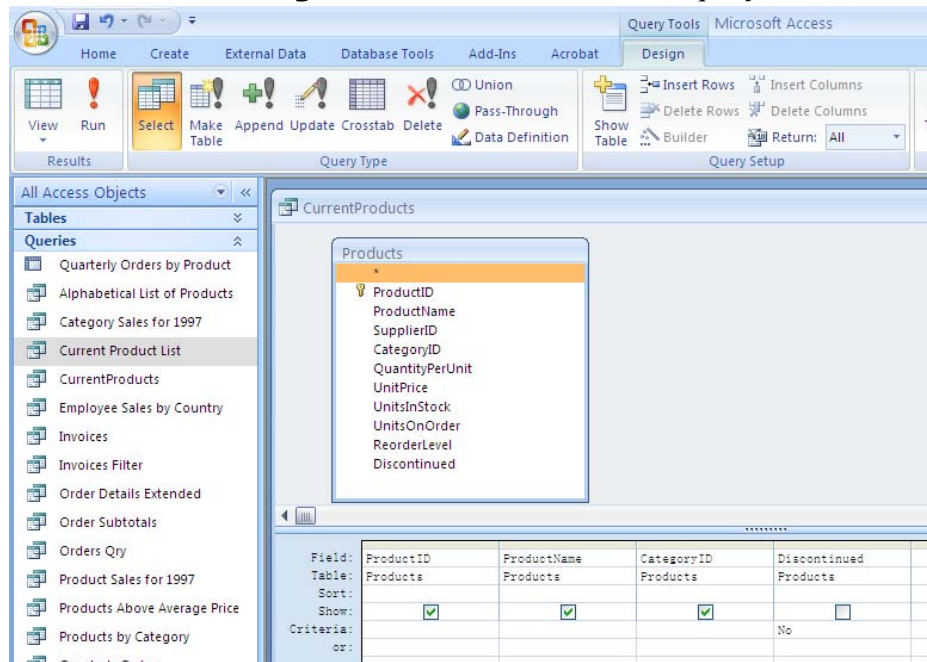 Query Tools Microsoft Access
Home Create External Data Database Tools Add-Ins Acrobat Design
View
Run
Select
Make Table
Append
Update
Crosstab
Delete
Union
Pass-Through
Data Definition
Show Table
Insert Rows
Delete Rows
Builder
Insert Columns
Delete Columns
Return: All
Results Query Type Query Setup
All Access Objects
Tables
Queries
Quarterly Orders by Product
Alphabetical List of Products
Category Sales for 1997
Current Product List
CurrentProducts
Employee Sales by Country
Invoices
Invoices Filter
Order Details Extended
Order Subtotals
Orders Qry
Product Sales for 1997
Products Above Average Price
Products by Category
CurrentProducts
Products
*
ProductID
ProductName
SupplierID
CategoryID
QuantityPerUnit
UnitPrice
UnitsInStock
UnitsOnOrder
ReorderLevel
Discontinued
Field: ProductID ProductName CategoryID Discontinued
Table: Products Products Products Products
Sort:
Show:
Criteria: No
or: